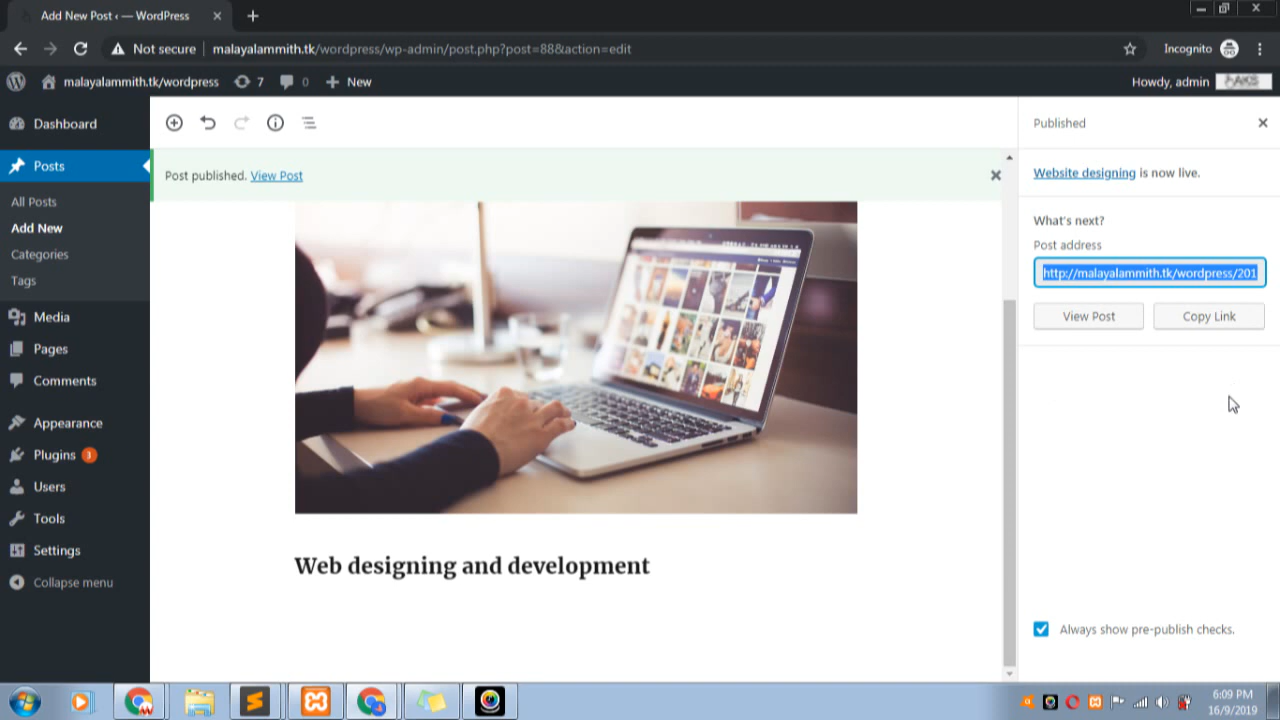 Add New Post ‹ — WordPress
Not secure
malayalammith.tk/wordpress/wp-admin/post.php?post=88&action=edit
Incognito
malayalammith.tk/wordpress
7
0
New
Howdy, admin
Dashboard
Posts
All Posts
Add New
Categories
Tags
Media
Pages
Comments
Appearance
Plugins 3
Users
Tools
Settings
Collapse menu
Post published. View Post
Web designing and development
Published
Website designing is now live.
What's next?
Post address
http://malayalammith.tk/wordpress/201
View Post
Copy Link
Always show pre-publish checks.
6:09 PM
16/9/2019